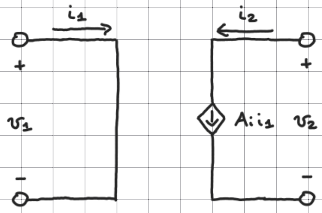 i1 i2
+ +
v1 Ai i1 v2
− −